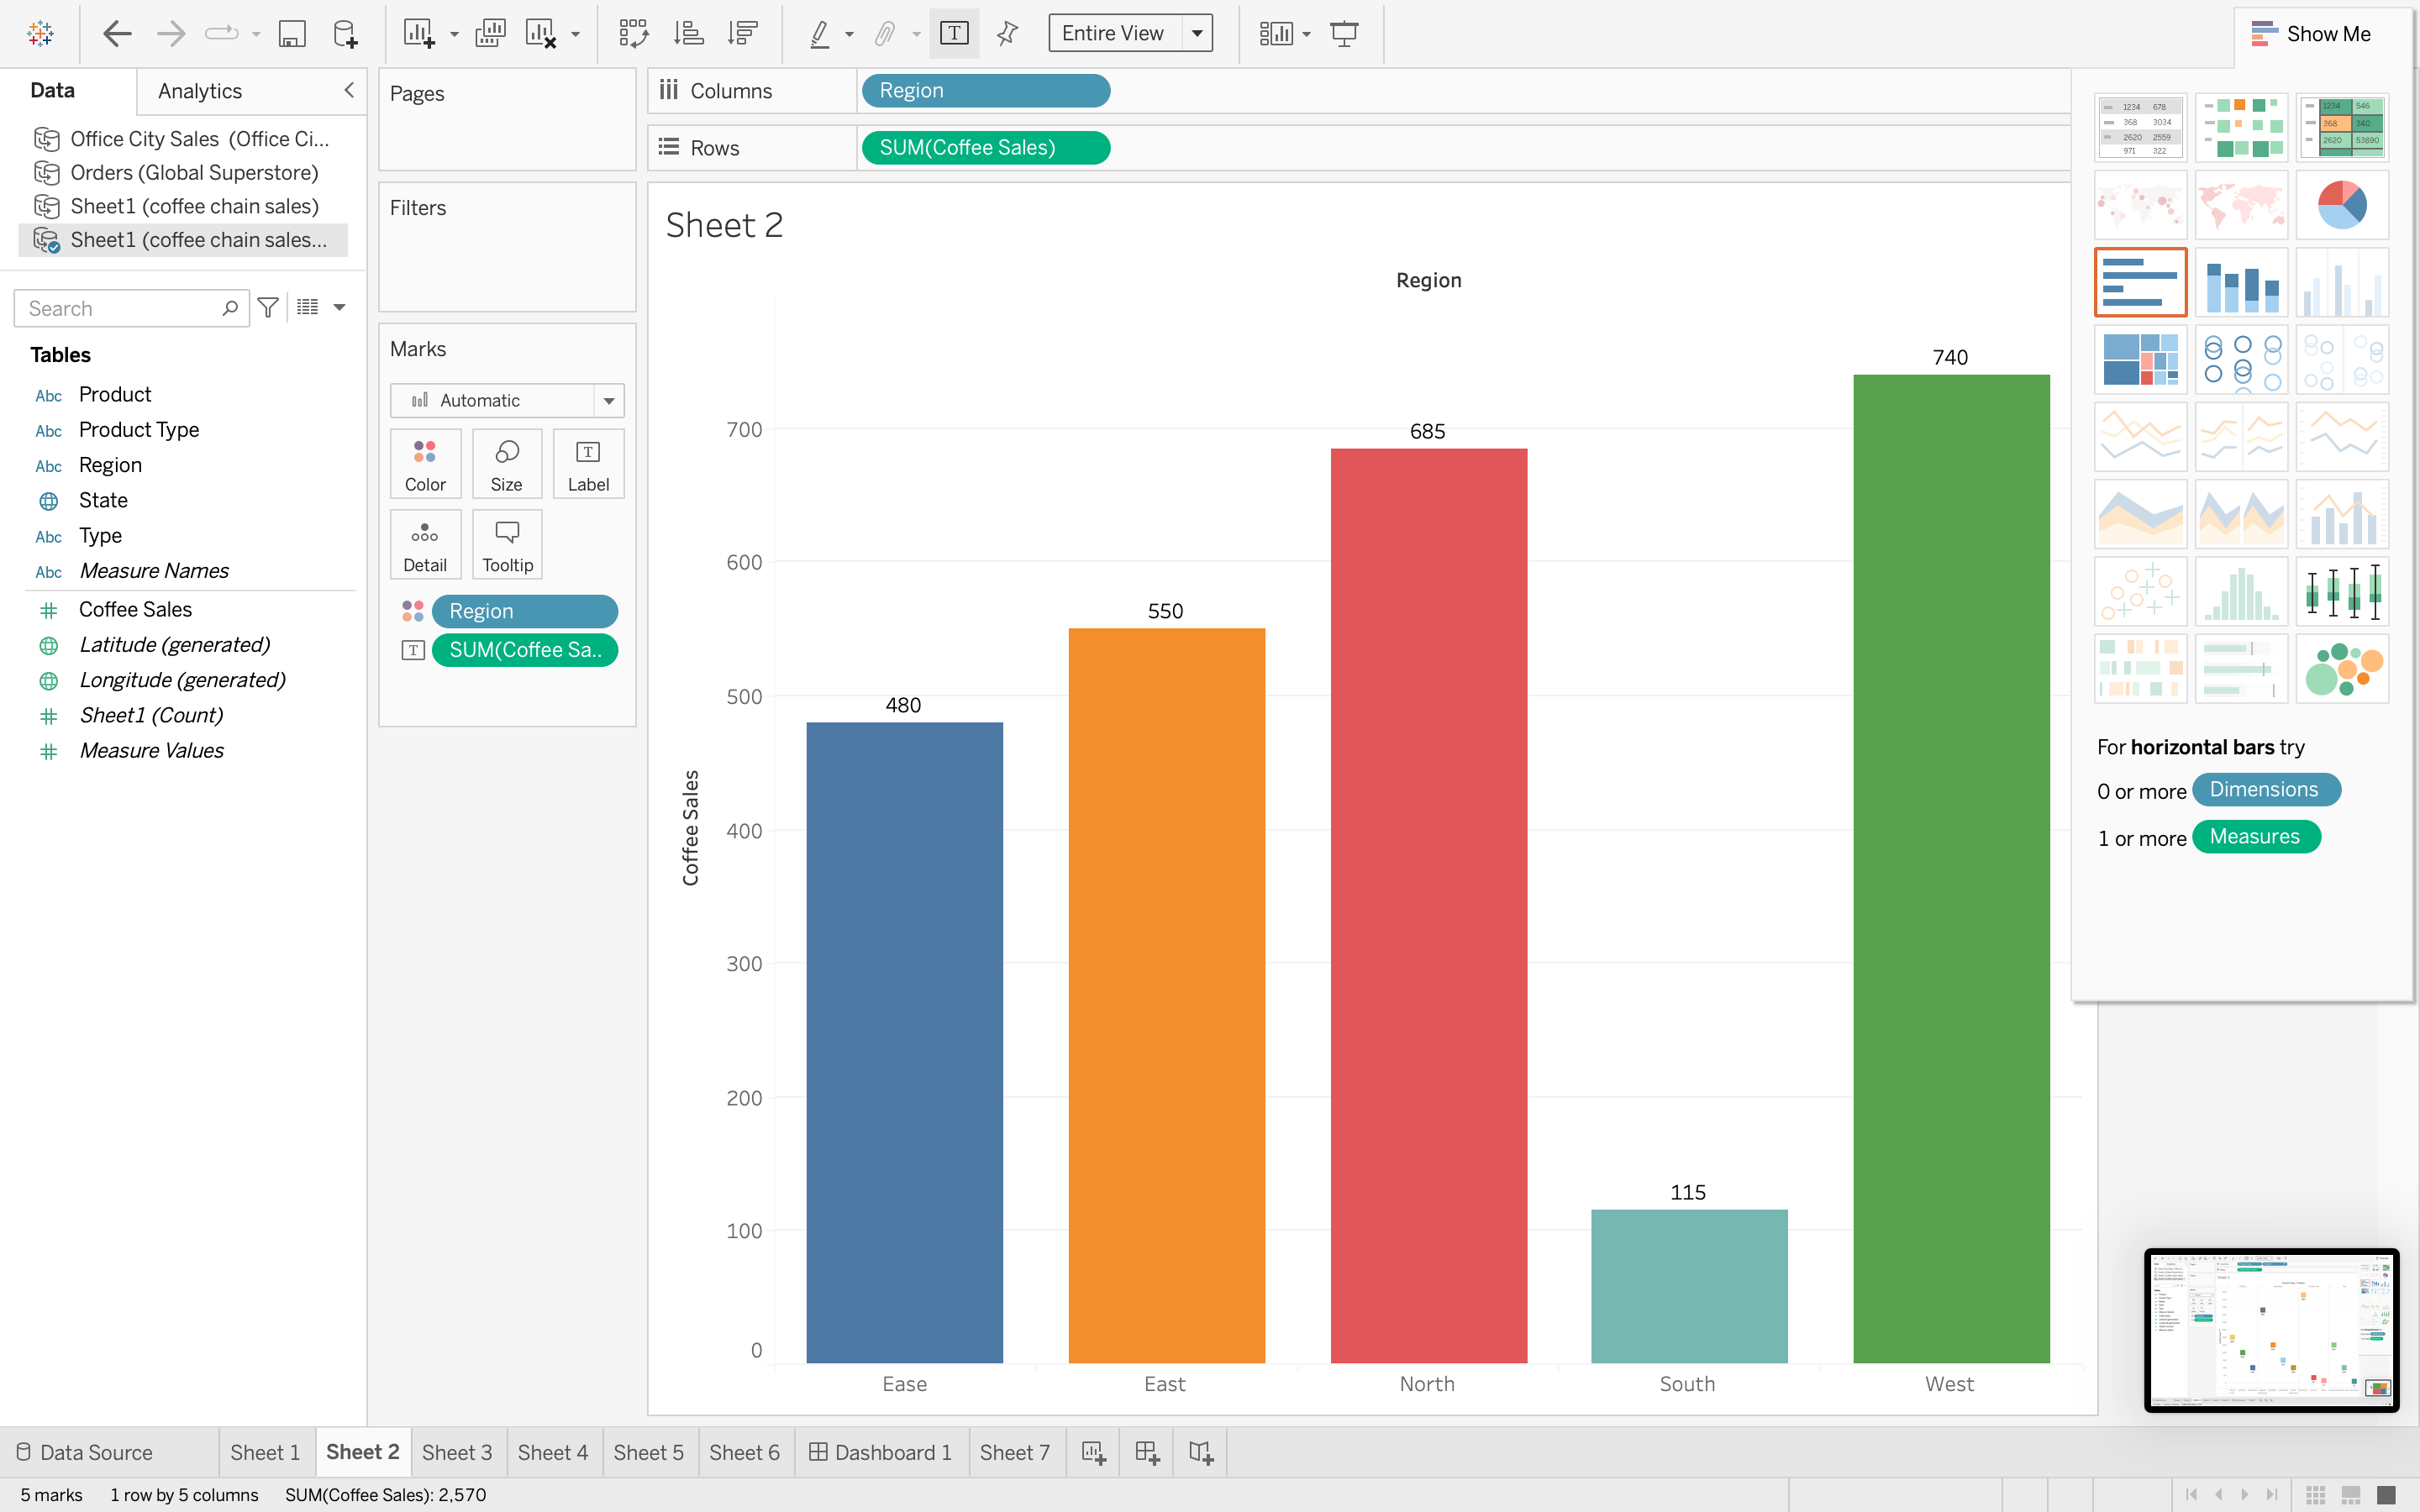 Entire View
Show Me
Data
Analytics
Office City Sales (Office Ci...
Orders (Global Superstore)
Sheet1 (coffee chain sales)
Sheet1 (coffee chain sales...
Search
Tables
Abc Product
Abc Product Type
Abc Region
State
Abc Type
Abc Measure Names
Coffee Sales
Latitude (generated)
Longitude (generated)
Sheet1 (Count)
Measure Values
Pages
Filters
Marks
Automatic
Color
Size
T
Label
Detail
Tooltip
Region
T SUM(Coffee Sa..
Columns Region
Rows SUM(Coffee Sales)
Sheet 2
Region
Coffee Sales
700
600
500
400
300
200
100
0
480
550
685
115
740
Ease
East
North
South
West
1234 678
368 3034
2620 2559
971 322
1234 546
368 340
2620 53890
For horizontal bars try
0 or more Dimensions
1 or more Measures
Data Source
Sheet 1
Sheet 2
Sheet 3
Sheet 4
Sheet 5
Sheet 6
Dashboard 1
Sheet 7
5 marks
1 row by 5 columns
SUM(Coffee Sales): 2,570